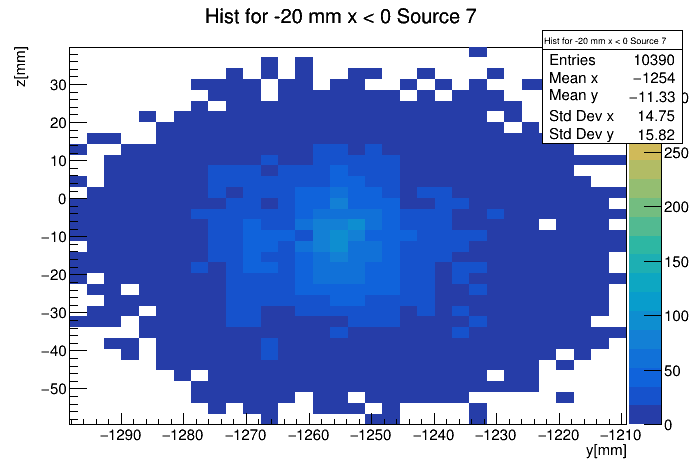 Hist for -20 mm x < 0 Source 7
Hist for -20 mm x < 0 Source 7
Entries 10390
Mean x −1254
Mean y −11.33
Std Dev x 14.75
Std Dev y 15.82
z[mm]
30
20
10
0
−10
−20
−30
−40
−50
−1290 −1280 −1270 −1260 −1250 −1240 −1230 −1220 −1210
y[mm]
250
200
150
100
50
0